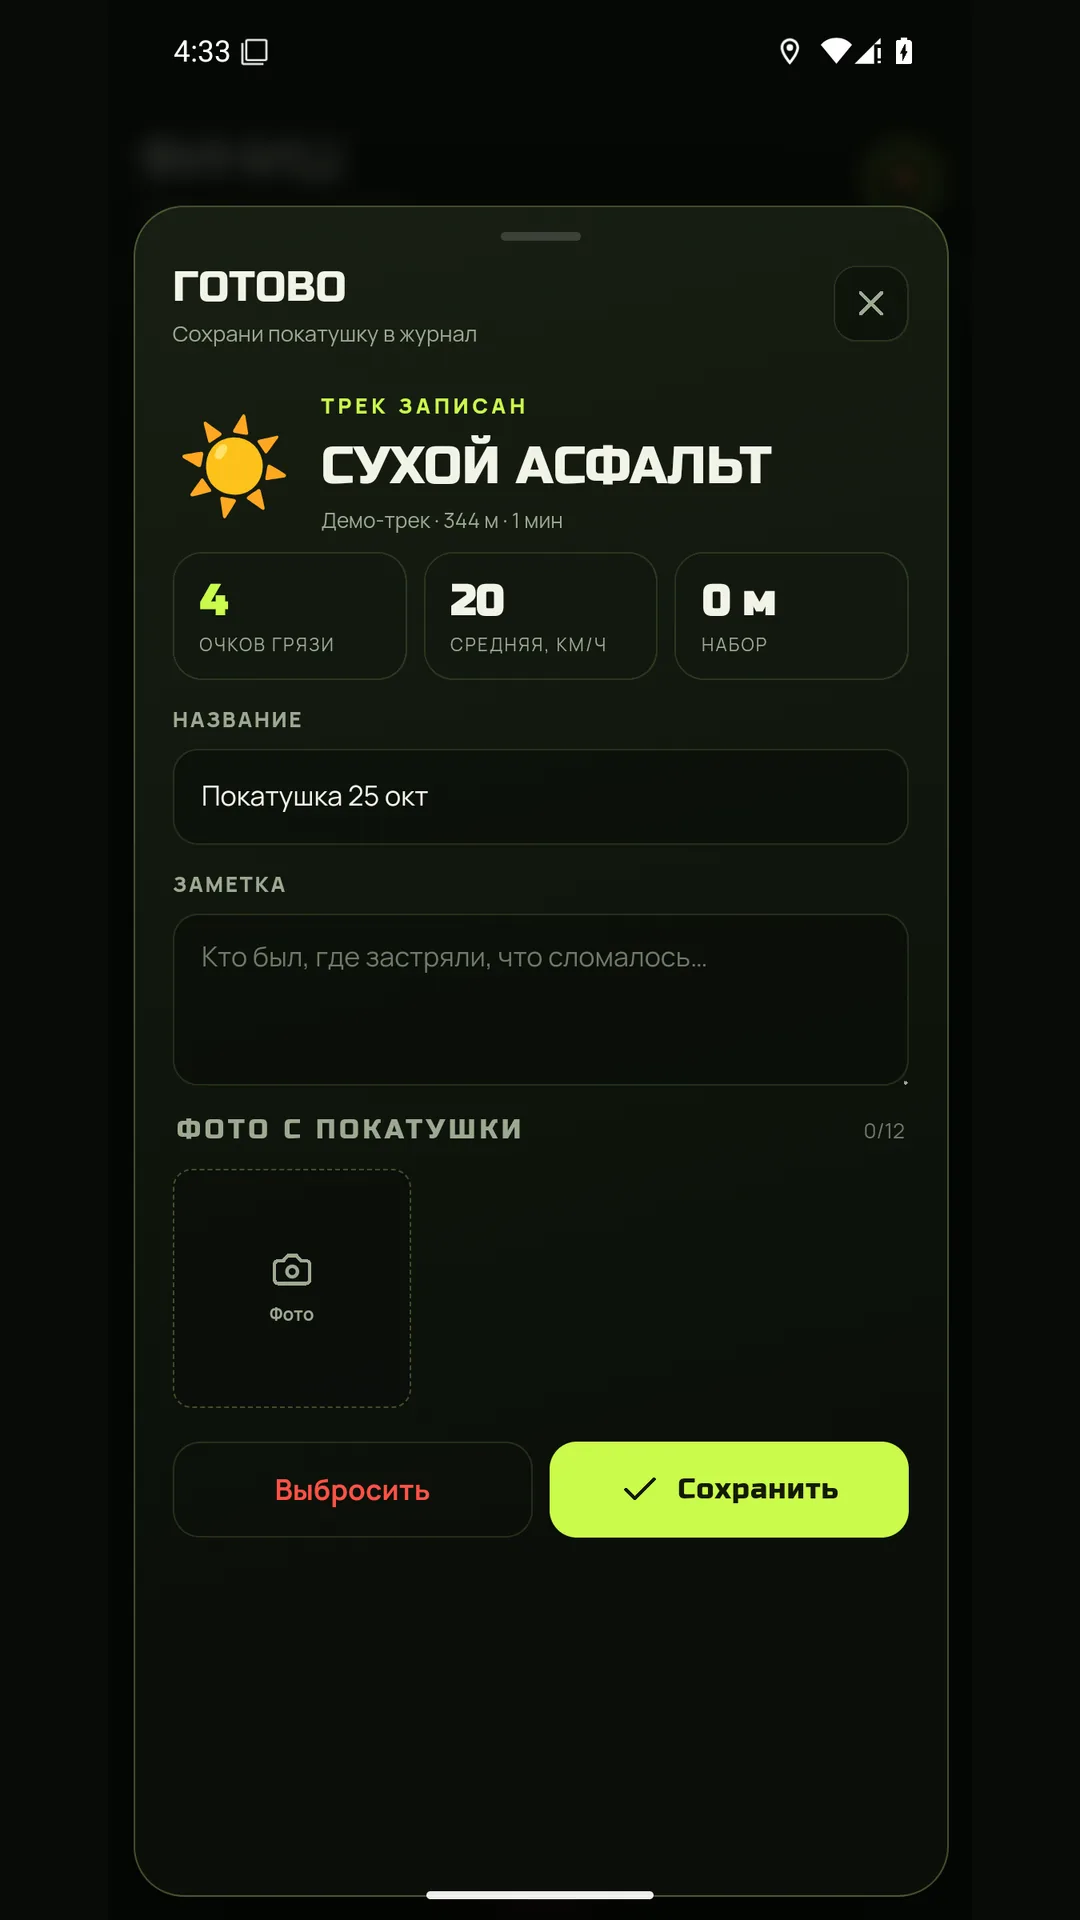 4:33
ГОТОВО
Сохрани покатушку в журнал
ТРЕК ЗАПИСАН
СУХОЙ АСФАЛЬТ
Демо-трек · 344 м · 1 мин
4
ОЧКОВ ГРЯЗИ
20
СРЕДНЯЯ, КМ/Ч
0 м
НАБОР
НАЗВАНИЕ
Покатушка 25 окт
ЗАМЕТКА
Кто был, где застряли, что сломалось...
ФОТО С ПОКАТУШКИ
0/12
Фото
Выбросить
Сохранить